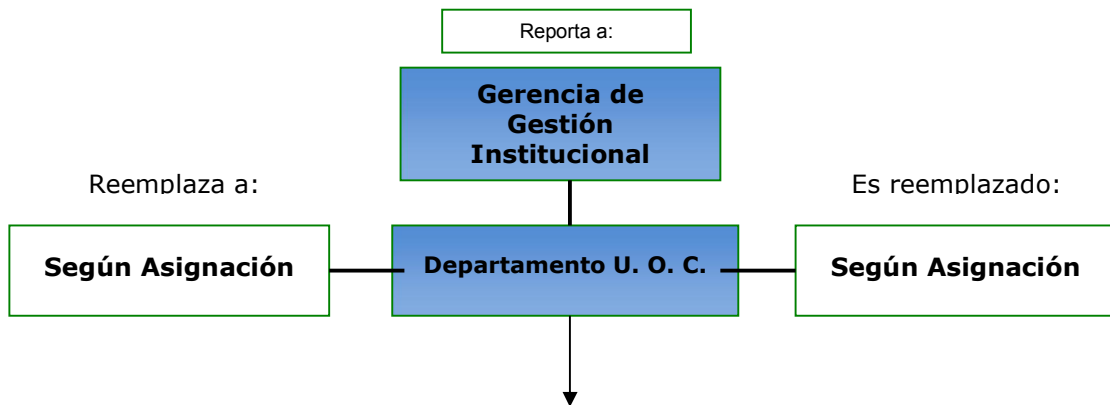 Reporta a:
Gerencia de
Gestión
Institucional
Reemplaza a:
Es reemplazado:
Según Asignación
Departamento U. O. C.
Según Asignación